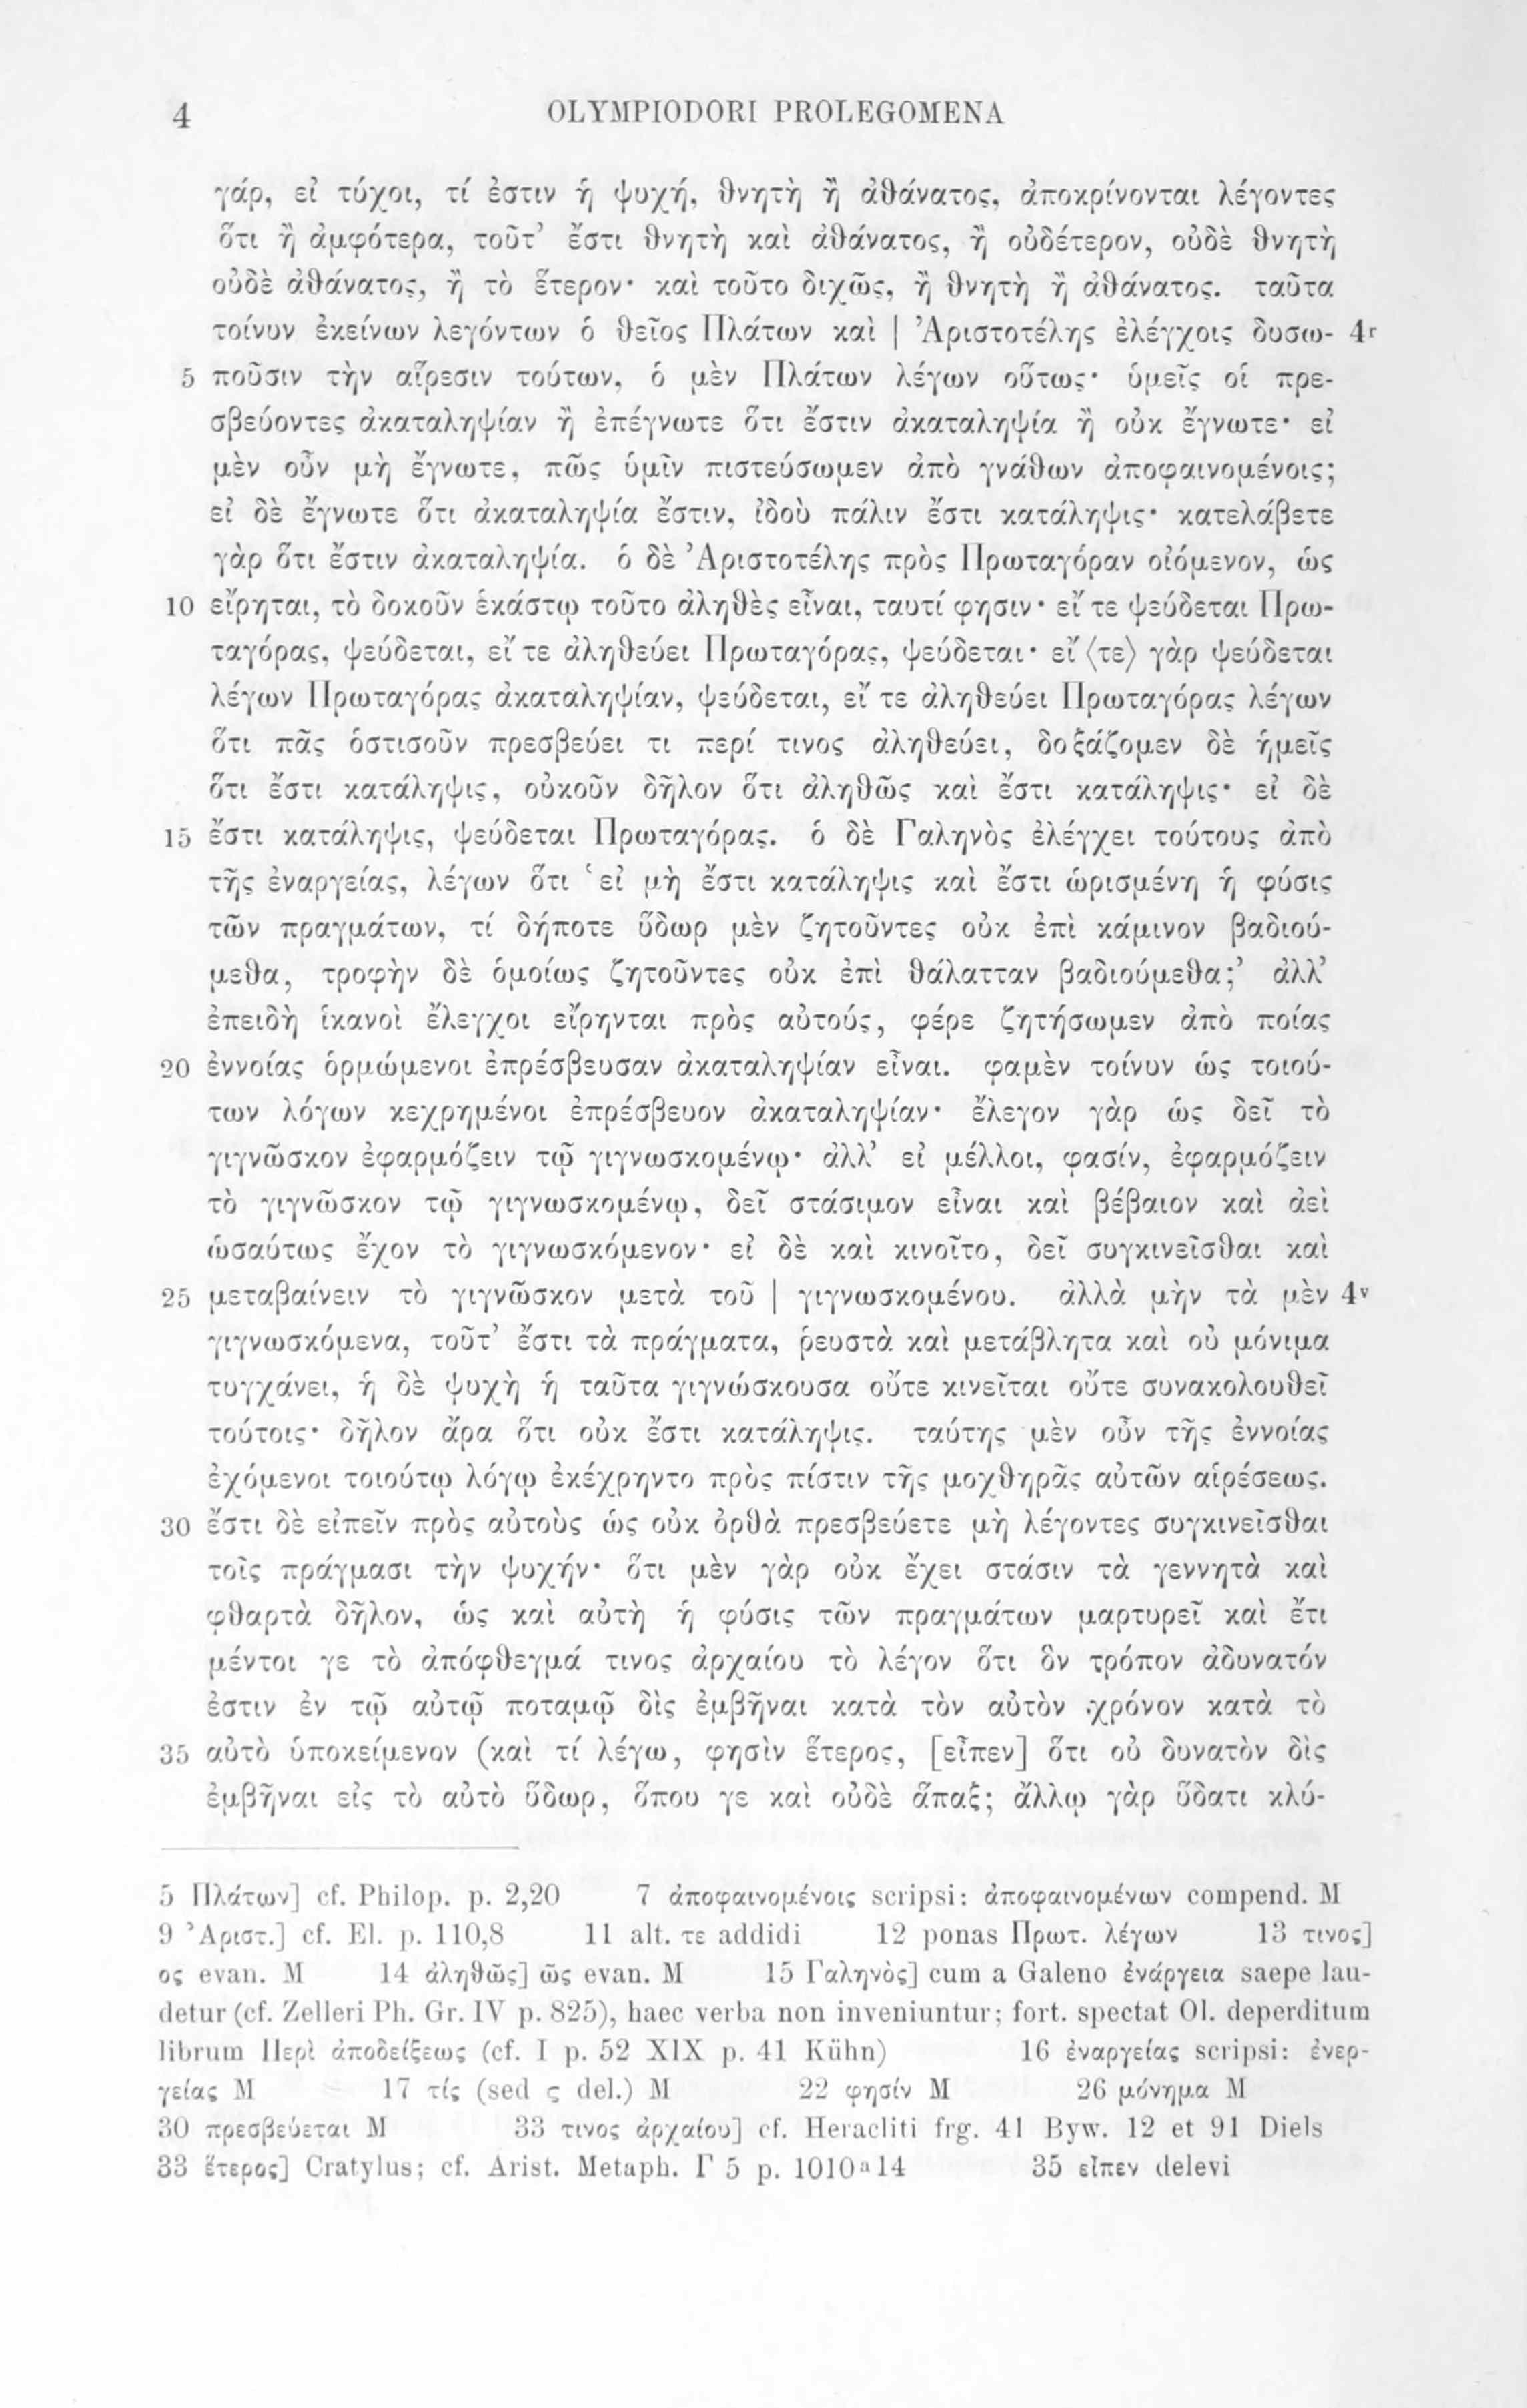 4 OLYMPIODORI PROLEGOMENA
γάρ, εἰ τύχοι, τί ἐστιν ἡ ψυχή, θνητὴ ἢ ἀθάνατος, ἀποκρίνονται λέγοντες
ὅτι ἢ ἀμφότερα, τοῦτ’ ἔστι θνητὴ καὶ ἀθάνατος, ἢ οὐδέτερον, οὐδὲ θνητὴ
οὐδὲ ἀθάνατος, ἢ τὸ ἕτερον· καὶ τοῦτο διχῶς, ἢ θνητὴ ἢ ἀθάνατος. ταῦτα
τοίνυν ἐκείνων λεγόντων ὁ θεῖος Πλάτων καὶ | Ἀριστοτέλης ἐλέγχοις δυσω- 4r
5 ποῦσιν τὴν αἵρεσιν τούτων, ὁ μὲν Πλάτων λέγων οὕτως· ὑμεῖς οἱ πρε-
σβεύοντες ἀκαταληψίαν ἢ ἐπέγνωτε ὅτι ἔστιν ἀκαταληψία ἢ οὐκ ἔγνωτε· εἰ
μὲν οὖν μὴ ἔγνωτε, πῶς ὑμῖν πιστεύσωμεν ἀπὸ γνάθων ἀποφαινομένοις;
εἰ δὲ ἔγνωτε ὅτι ἀκαταληψία ἔστιν, ἰδοὺ πάλιν ἔστι κατάληψις· κατελάβετε
γὰρ ὅτι ἔστιν ἀκαταληψία. ὁ δὲ Ἀριστοτέλης πρὸς Πρωταγόραν οἰόμενον, ὡς
10 εἴρηται, τὸ δοκοῦν ἑκάστῳ τοῦτο ἀληθὲς εἶναι, ταυτί φησιν· εἴ τε ψεύδεται Πρω-
ταγόρας, ψεύδεται, εἴ τε ἀληθεύει Πρωταγόρας, ψεύδεται· εἴ ⟨τε⟩ γὰρ ψεύδεται
λέγων Πρωταγόρας ἀκαταληψίαν, ψεύδεται, εἴ τε ἀληθεύει Πρωταγόρας λέγων
ὅτι πᾶς ὁστισοῦν πρεσβεύει τι περί τινος ἀληθεύει, δοξάζομεν δὲ ἡμεῖς
ὅτι ἔστι κατάληψις, οὐκοῦν δῆλον ὅτι ἀληθῶς καὶ ἔστι κατάληψις· εἰ δὲ
15 ἔστι κατάληψις, ψεύδεται Πρωταγόρας. ὁ δὲ Γαληνὸς ἐλέγχει τούτους ἀπὸ
τῆς ἐναργείας, λέγων ὅτι ‘εἰ μὴ ἔστι κατάληψις καὶ ἔστι ὡρισμένη ἡ φύσις
τῶν πραγμάτων, τί δήποτε ὕδωρ μὲν ζητοῦντες οὐκ ἐπὶ κάμινον βαδιού-
μεθα, τροφὴν δὲ ὁμοίως ζητοῦντες οὐκ ἐπὶ θάλατταν βαδιούμεθα;’ ἀλλ’
ἐπειδὴ ἱκανοὶ ἔλεγχοι εἴρηνται πρὸς αὐτούς, φέρε ζητήσωμεν ἀπὸ ποίας
20 ἐννοίας ὁρμώμενοι ἐπρέσβευσαν ἀκαταληψίαν εἶναι. φαμὲν τοίνυν ὡς τοιού-
των λόγων κεχρημένοι ἐπρέσβευον ἀκαταληψίαν· ἔλεγον γὰρ ὡς δεῖ τὸ
γιγνῶσκον ἐφαρμόζειν τῷ γιγνωσκομένῳ· ἀλλ’ εἰ μέλλοι, φασίν, ἐφαρμόζειν
τὸ γιγνῶσκον τῷ γιγνωσκομένῳ, δεῖ στάσιμον εἶναι καὶ βέβαιον καὶ ἀεὶ
ὡσαύτως ἔχον τὸ γιγνωσκόμενον· εἰ δὲ καὶ κινοῖτο, δεῖ συγκινεῖσθαι καὶ
25 μεταβαίνειν τὸ γιγνῶσκον μετὰ τοῦ | γιγνωσκομένου. ἀλλὰ μὴν τὰ μὲν 4v
γιγνωσκόμενα, τοῦτ’ ἔστι τὰ πράγματα, ῥευστὰ καὶ μετάβλητα καὶ οὐ μόνιμα
τυγχάνει, ἡ δὲ ψυχὴ ἡ ταῦτα γιγνώσκουσα οὔτε κινεῖται οὔτε συνακολουθεῖ
τούτοις· δῆλον ἄρα ὅτι οὐκ ἔστι κατάληψις. ταύτης μὲν οὖν τῆς ἐννοίας
ἐχόμενοι τοιούτῳ λόγῳ ἐκέχρηντο πρὸς πίστιν τῆς μοχθηρᾶς αὐτῶν αἱρέσεως.
30 ἔστι δὲ εἰπεῖν πρὸς αὐτοὺς ὡς οὐκ ὀρθὰ πρεσβεύετε μὴ λέγοντες συγκινεῖσθαι
τοῖς πράγμασι τὴν ψυχήν· ὅτι μὲν γὰρ οὐκ ἔχει στάσιν τὰ γεννητὰ καὶ
φθαρτὰ δῆλον, ὡς καὶ αὐτὴ ἡ φύσις τῶν πραγμάτων μαρτυρεῖ καὶ ἔτι
μέντοι γε τὸ ἀπόφθεγμά τινος ἀρχαίου τὸ λέγον ὅτι ὃν τρόπον ἀδυνατόν
ἐστιν ἐν τῷ αὐτῷ ποταμῷ δὶς ἐμβῆναι κατὰ τὸν αὐτὸν χρόνον κατὰ τὸ
35 αὐτὸ ὑποκείμενον (καὶ τί λέγω, φησὶν ἕτερος, [εἶπεν] ὅτι οὐ δυνατὸν δὶς
ἐμβῆναι εἰς τὸ αὐτὸ ὕδωρ, ὅπου γε καὶ οὐδὲ ἅπαξ; ἄλλῳ γὰρ ὕδατι κλύ-
5 Πλάτων] cf. Philop. p. 2,20 7 ἀποφαινομένοις scripsi: ἀποφαινομένων compend. M
9 Ἀριστ.] cf. El. p. 110,8 11 alt. τε addidi 12 ponas Πρωτ. λέγων 13 τινος]
ος evan. M 14 ἀληθῶς] ῶς evan. M 15 Γαληνὸς] cum a Galeno ἐνάργεια saepe lau-
detur (cf. Zelleri Ph. Gr. IV p. 825), haec verba non inveniuntur; fort. spectat Ol. deperditum
librum Περὶ ἀποδείξεως (cf. I p. 52 XIX p. 41 Kühn) 16 ἐναργείας scripsi: ἐνερ-
γείας M 17 τίς (sed ς del.) M 22 φησίν M 26 μόνημα M
30 πρεσβεύεται M 33 τινος ἀρχαίου] cf. Heracliti frg. 41 Byw. 12 et 91 Diels
33 ἕτερος] Cratylus; cf. Arist. Metaph. Γ 5 p. 1010a14 35 εἶπεν delevi